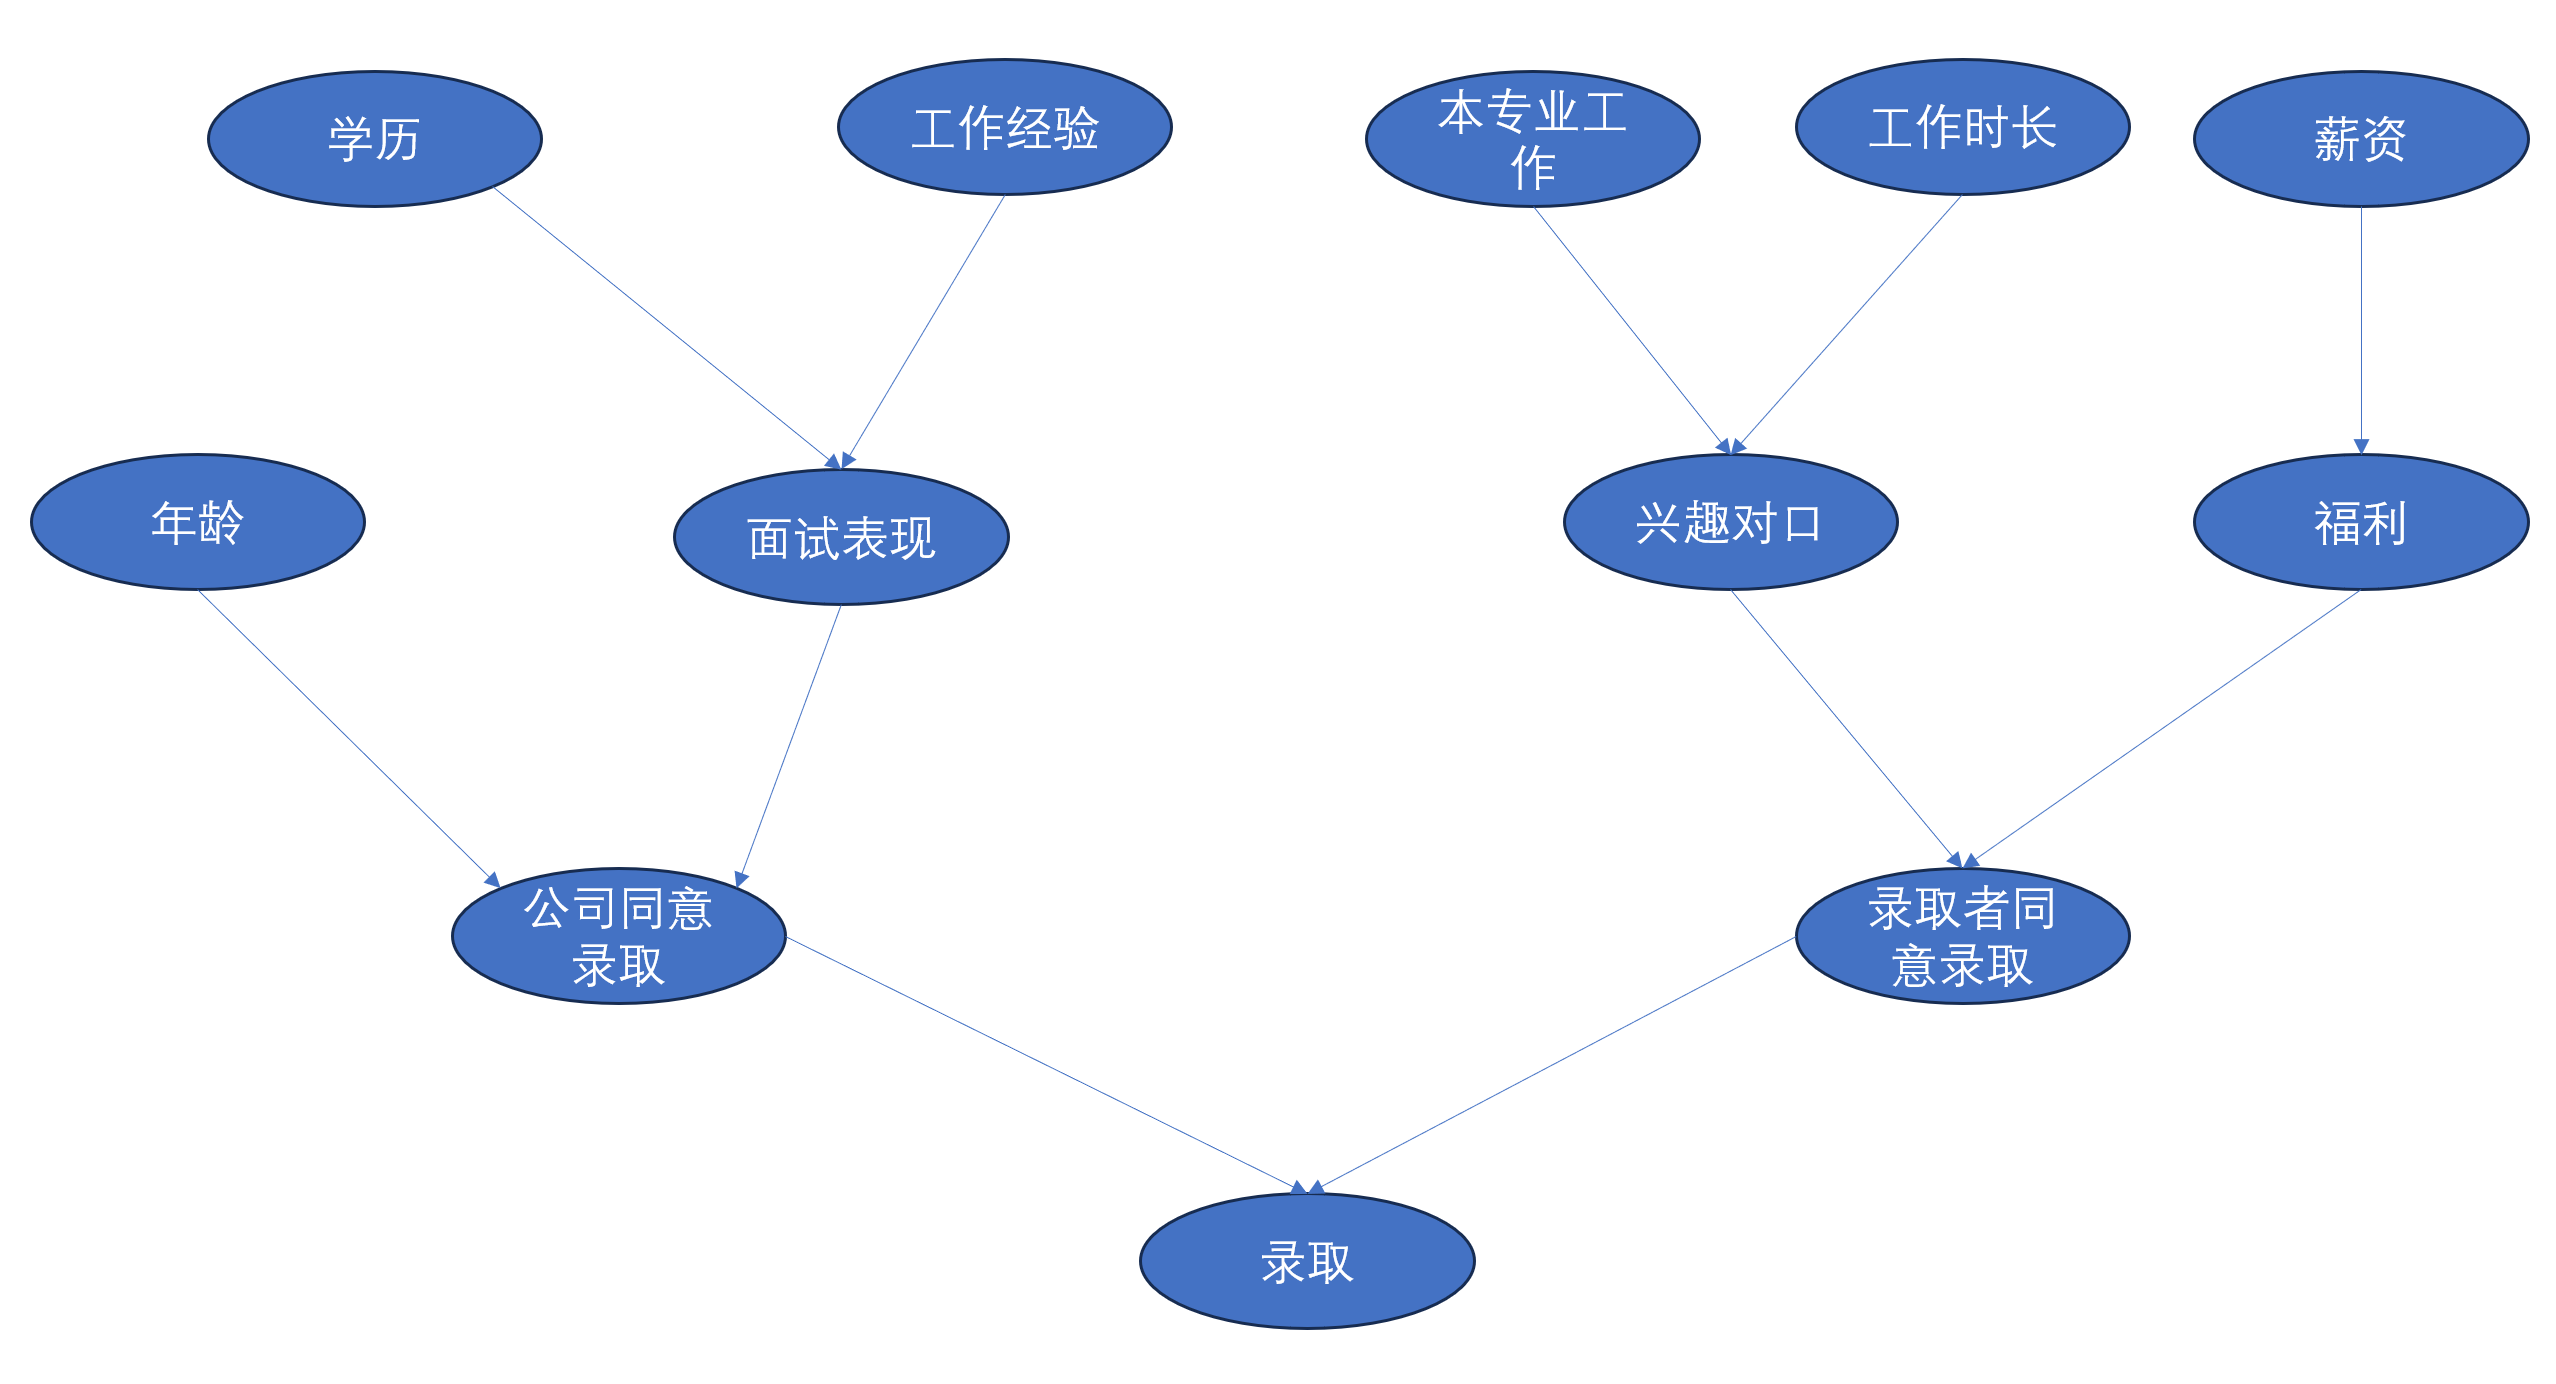 学历
工作经验
本专业工
作
工作时长
薪资
年龄
面试表现
兴趣对口
福利
公司同意
录取
录取者同
意录取
录取